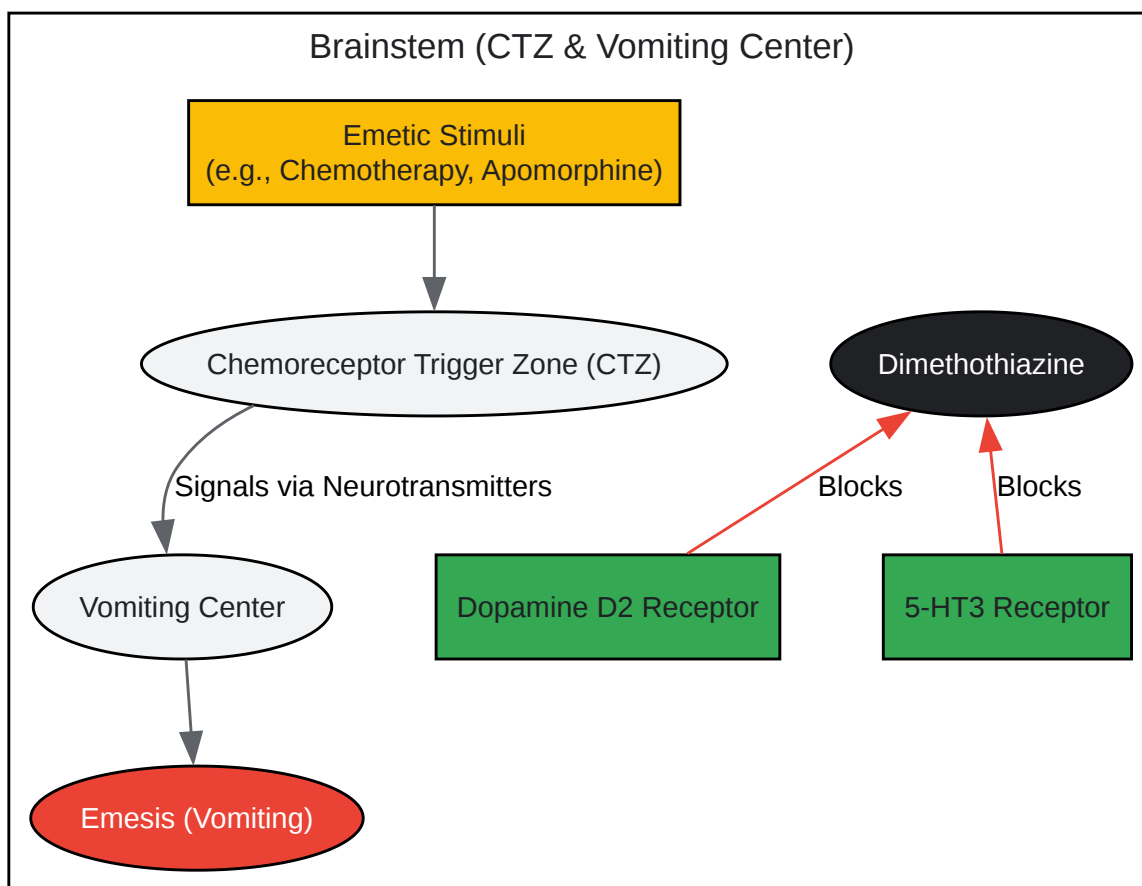 Brainstem (CTZ & Vomiting Center)
Emetic Stimuli
(e.g., Chemotherapy, Apomorphine)
Chemoreceptor Trigger Zone (CTZ)
Dimethothiazine
Signals via Neurotransmitters
Blocks
Blocks
Vomiting Center
Dopamine D2 Receptor
5-HT3 Receptor
Emesis (Vomiting)